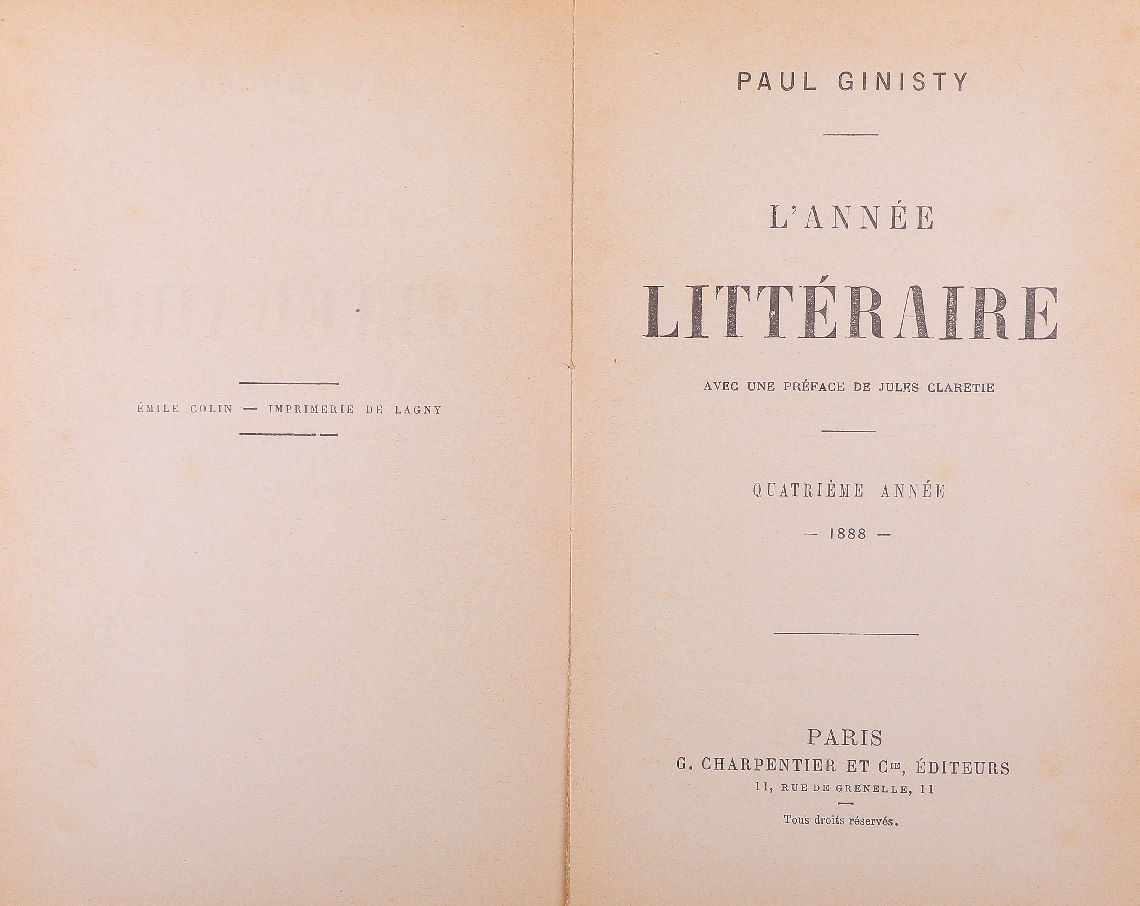 ÉMILE COLIN — IMPRIMERIE DE LAGNY
PAUL GINISTY
L'ANNÉE
LITTÉRAIRE
AVEC UNE PRÉFACE DE JULES CLARETIE
QUATRIÈME ANNÉE
— 1888 —
PARIS
G. CHARPENTIER ET Cie, ÉDITEURS
11, RUE DE GRENELLE, 11
Tous droits réservés.